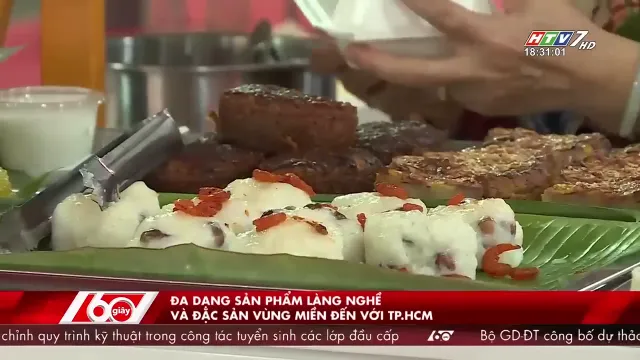 HTV7 HD
18:31:01
60 giây
ĐA DẠNG SẢN PHẨM LÀNG NGHỀ
VÀ ĐẶC SẢN VÙNG MIỀN ĐẾN VỚI TP.HCM
chỉnh quy trình kỹ thuật trong công tác tuyển sinh các lớp đầu cấp Bộ GD-ĐT công bố dự thả